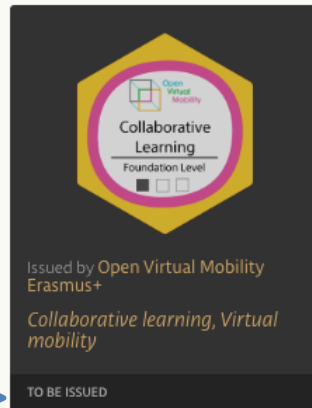 Open
Virtual
Mobility
Collaborative
Learning
Foundation Level
Issued by Open Virtual Mobility
Erasmus+
Collaborative learning, Virtual
mobility
TO BE ISSUED